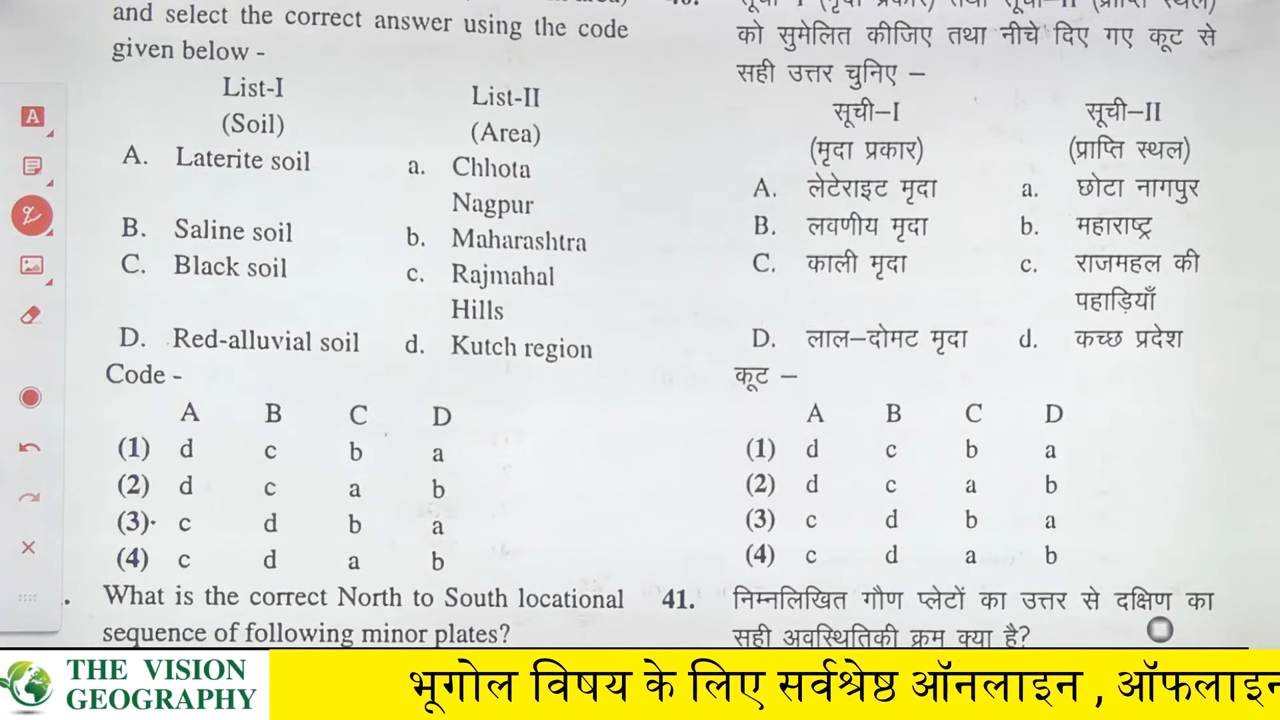 and select the correct answer using the code
given below -
List-I List-II
(Soil) (Area)
A. Laterite soil a. Chhota
Nagpur
B. Saline soil b. Maharashtra
C. Black soil c. Rajmahal
Hills
D. Red-alluvial soil d. Kutch region
Code -
A B C D
(1) d c b a
(2) d c a b
(3) c d b a
(4) c d a b
What is the correct North to South locational
sequence of following minor plates?
को सुमेलित कीजिए तथा नीचे दिए गए कूट से
सही उत्तर चुनिए –
सूची–I सूची–II
(मृदा प्रकार) (प्राप्ति स्थल)
A. लेटेराइट मृदा a. छोटा नागपुर
B. लवणीय मृदा b. महाराष्ट्र
C. काली मृदा c. राजमहल की
पहाड़ियाँ
D. लाल–दोमट मृदा d. कच्छ प्रदेश
कूट –
A B C D
(1) d c b a
(2) d c a b
(3) c d b a
(4) c d a b
41. निम्नलिखित गौण प्लेटों का उत्तर से दक्षिण का
सही अवस्थितिकी क्रम क्या है?
THE VISION
GEOGRAPHY
भूगोल विषय के लिए सर्वश्रेष्ठ ऑनलाइन , ऑफलाइन